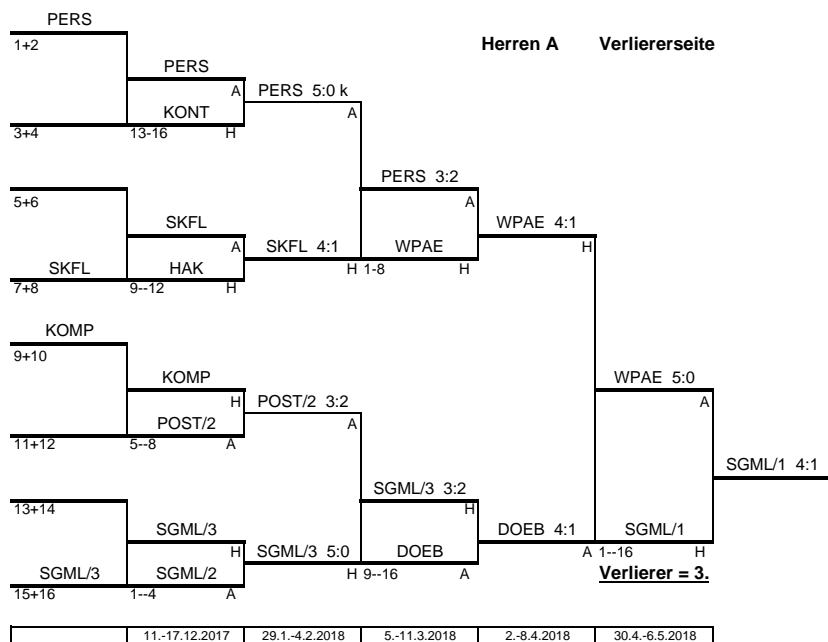 PERS
1+2
Herren A Verliererseite
PERS
A PERS 5:0 k
KONT
A
3+4 13-16 H
PERS 3:2
5+6
A
SKFL
WPAE 4:1
A SKFL 4:1 WPAE
H
SKFL HAK
H 1-8 H
7+8 9--12 H
KOMP
9+10
KOMP
WPAE 5:0
H POST/2 3:2
A
POST/2
A
11+12 5--8 A
SGML/1 4:1
SGML/3 3:2
13+14
H
SGML/3
DOEB 4:1 SGML/1
H SGML/3 5:0 DOEB
A 1--16 H
SGML/3 SGML/2
H 9--16 A
Verlierer = 3.
15+16 1--4 A
11.-17.12.2017 29.1.-4.2.2018 5.-11.3.2018 2.-8.4.2018 30.4.-6.5.2018